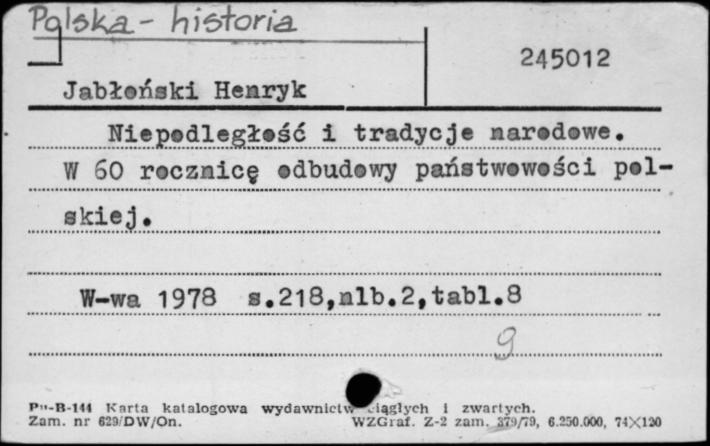 Polska - historia
245012
Jabłoński Henryk
Niepodległość i tradycje narodowe.
W 60 rocznicę odbudowy państwowości pol-
skiej.
W-wa 1978 s.218,nlb.2,tabl.8
9
Pu-B-144 Karta katalogowa wydawnictw ciągłych i zwartych.
Zam. nr 629/DW/On. WZGraf. Z-2 zam. 379/79, 6.250.000, 74X120